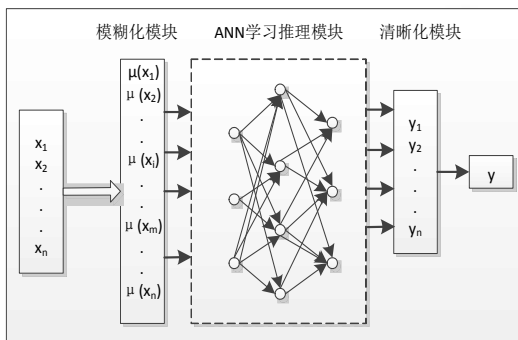 模糊化模块
ANN学习推理模块
清晰化模块
x1
x2
.
.
.
xn
μ(x1)
μ(x2)
.
.
μ(xi)
.
.
μ(xm)
.
.
μ(xn)
y1
y2
.
.
.
yn
y